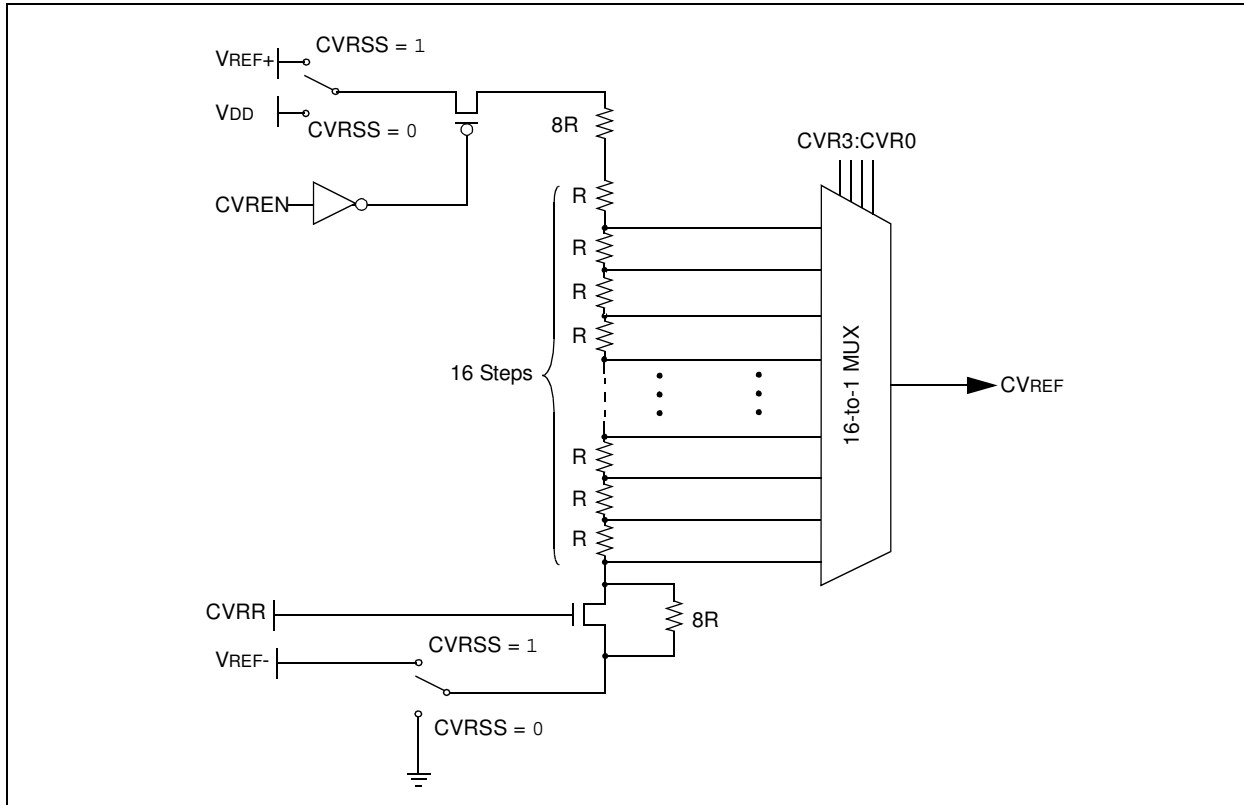 CVRSS = 1
VREF+
VDD
CVRSS = 0
8R
CVR3:CVR0
CVREN
R
R
R
R
16 Steps
16-to-1 MUX
CVREF
R
R
R
CVRR
8R
CVRSS = 1
VREF-
CVRSS = 0